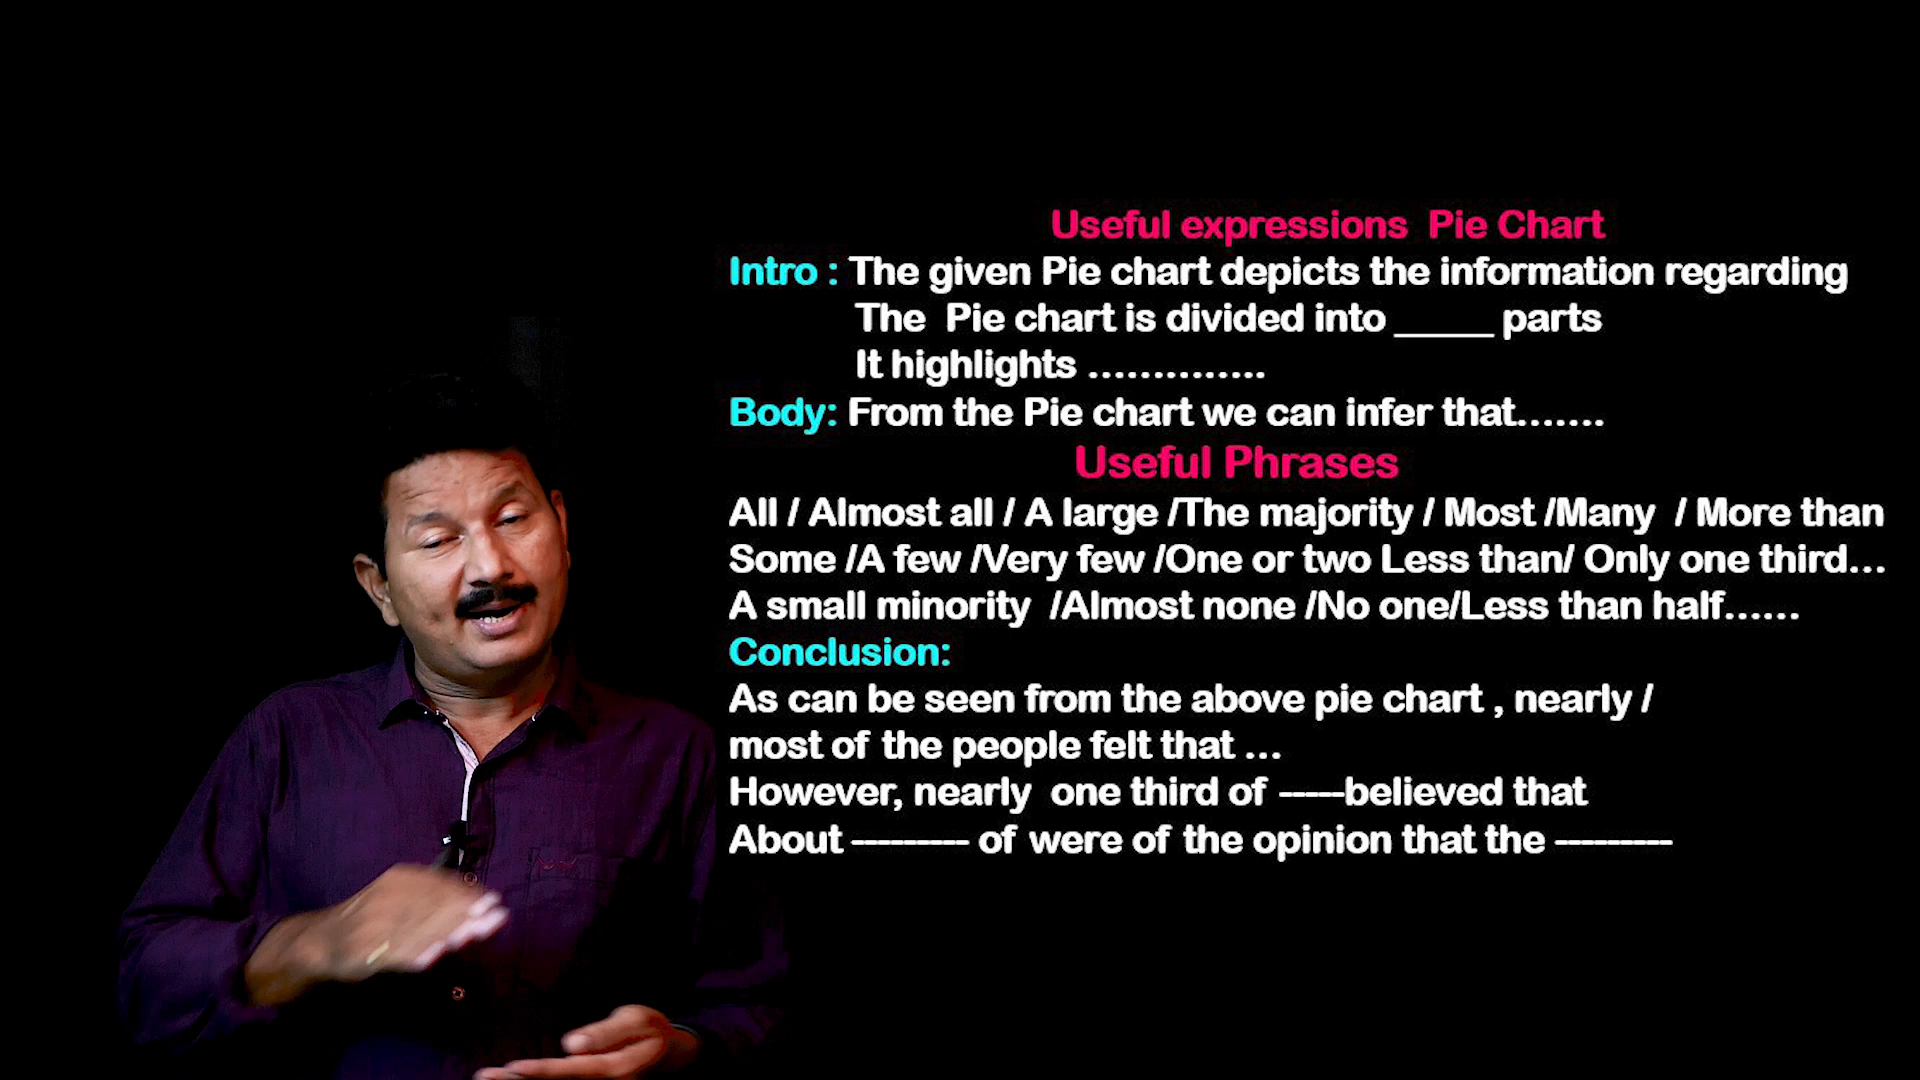 Useful expressions  Pie Chart
Intro : The given Pie chart depicts the information regarding
The  Pie chart is divided into _____ parts
It highlights ..............
Body: From the Pie chart we can infer that.......
Useful Phrases
All / Almost all / A large /The majority / Most /Many  / More than
Some /A few /Very few /One or two Less than/ Only one third...
A small minority  /Almost none /No one/Less than half......
Conclusion:
As can be seen from the above pie chart , nearly /
most of the people felt that ...
However, nearly  one third of -----believed that
About --------- of were of the opinion that the ---------